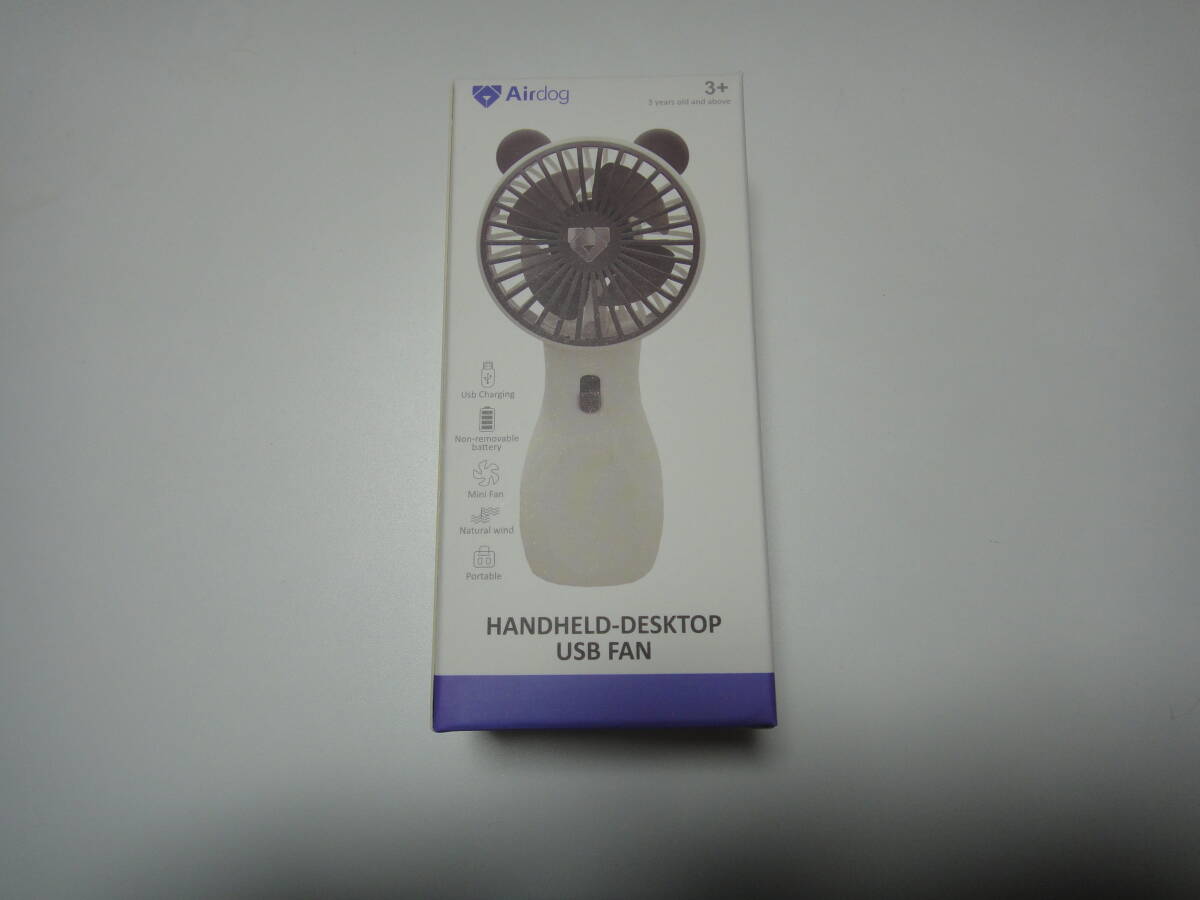 Airdog
3+
3 years old and above
Usb Charging
Non-removable
battery
Mini Fan
Natural wind
Portable
HANDHELD-DESKTOP
USB FAN